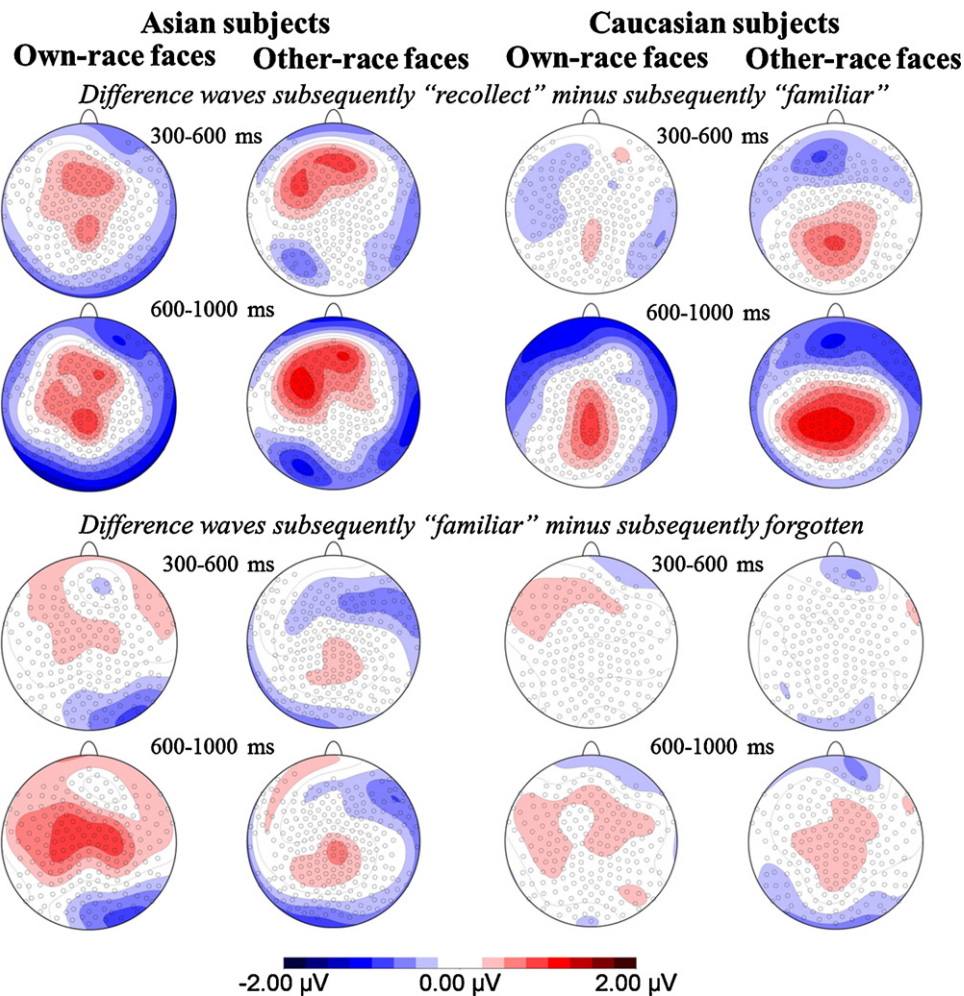 Asian subjects Caucasian subjects
Own-race faces Other-race faces Own-race faces Other-race faces
Difference waves subsequently “recollect” minus subsequently “familiar”
300-600 ms 300-600 ms
600-1000 ms 600-1000 ms
Difference waves subsequently “familiar” minus subsequently forgotten
300-600 ms 300-600 ms
600-1000 ms 600-1000 ms
-2.00 μV 0.00 μV 2.00 μV